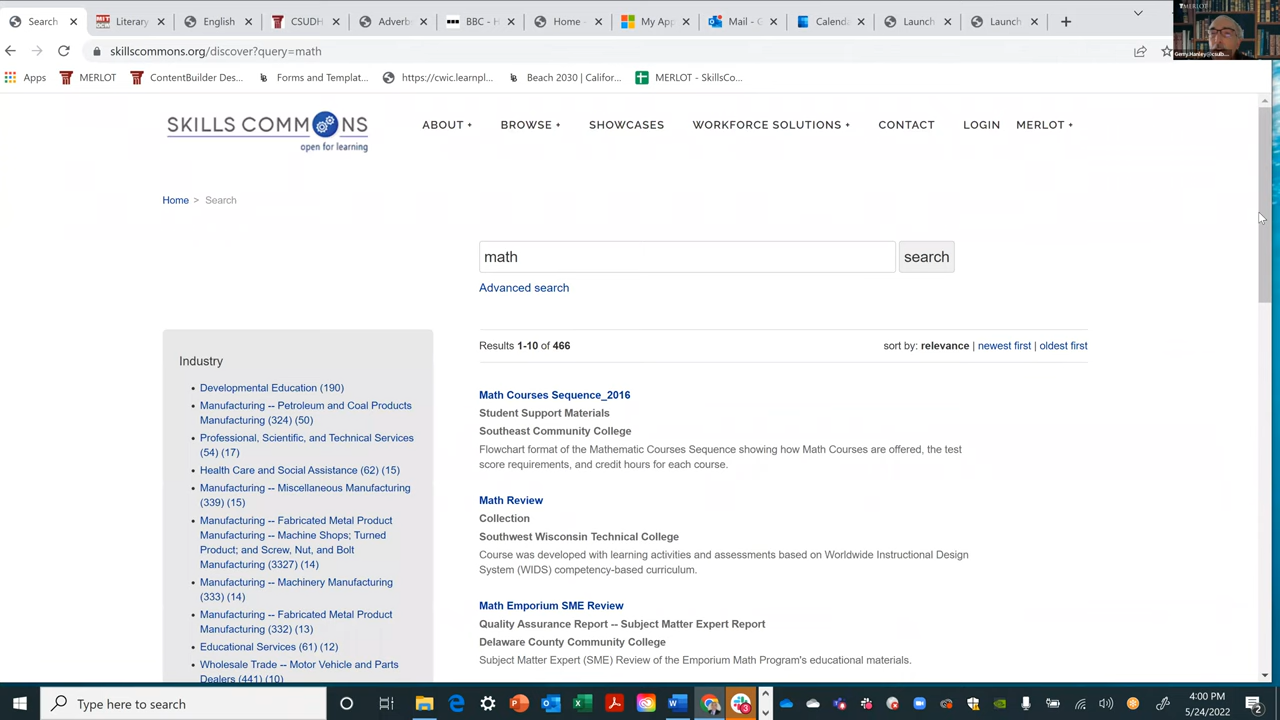 Search
Literary
English
CSUDH
Adverb
BBC - H
Home -
My App
Mail - G
Calenda
Launch
Launch
MERLOT
skillscommons.org/discover?query=math
Apps
MERLOT
ContentBuilder Des...
Forms and Templat...
https://cwic.learnpl...
Beach 2030 | Califor...
MERLOT - SkillsCo...
SKILLS COMMONS
open for learning
ABOUT +
BROWSE +
SHOWCASES
WORKFORCE SOLUTIONS +
CONTACT
LOGIN
MERLOT +
Home > Search
math
search
Advanced search
Industry
Developmental Education (190)
Manufacturing -- Petroleum and Coal Products
Manufacturing (324) (50)
Professional, Scientific, and Technical Services
(54) (17)
Health Care and Social Assistance (62) (15)
Manufacturing -- Miscellaneous Manufacturing
(339) (15)
Manufacturing -- Fabricated Metal Product
Manufacturing -- Machine Shops; Turned
Product; and Screw, Nut, and Bolt
Manufacturing (3327) (14)
Manufacturing -- Machinery Manufacturing
(333) (14)
Manufacturing -- Fabricated Metal Product
Manufacturing (332) (13)
Educational Services (61) (12)
Wholesale Trade -- Motor Vehicle and Parts
Dealers (441) (10)
Results 1-10 of 466
sort by: relevance | newest first | oldest first
Math Courses Sequence_2016
Student Support Materials
Southeast Community College
Flowchart format of the Mathematic Courses Sequence showing how Math Courses are offered, the test
score requirements, and credit hours for each course.
Math Review
Collection
Southwest Wisconsin Technical College
Course was developed with learning activities and assessments based on Worldwide Instructional Design
System (WIDS) competency-based curriculum.
Math Emporium SME Review
Quality Assurance Report -- Subject Matter Expert Report
Delaware County Community College
Subject Matter Expert (SME) Review of the Emporium Math Program's educational materials.
Type here to search
4:00 PM
5/24/2022
2